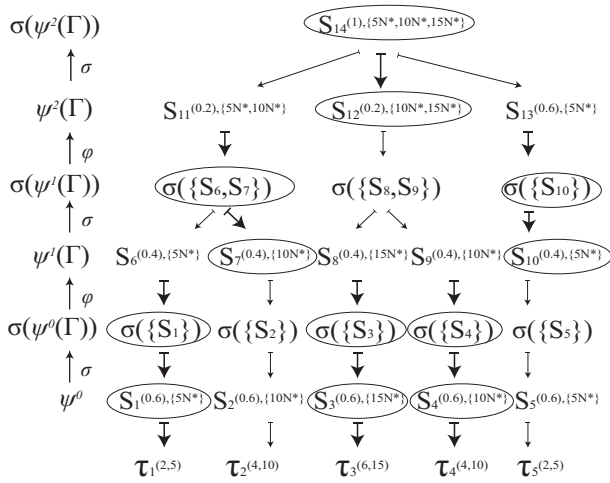 σ(ψ²(Γ)) S₁₄(1),{5N*,10N*,15N*}
σ
ψ²(Γ) S₁₁(0.2),{5N*,10N*} S₁₂(0.2),{10N*,15N*} S₁₃(0.6),{5N*}
φ
σ(ψ¹(Γ)) σ({S₆,S₇}) σ({S₈,S₉}) σ({S₁₀})
σ
ψ¹(Γ) S₆(0.4),{5N*} S₇(0.4),{10N*} S₈(0.4),{15N*} S₉(0.4),{10N*} S₁₀(0.4),{5N*}
φ
σ(ψ⁰(Γ)) σ({S₁}) σ({S₂}) σ({S₃}) σ({S₄}) σ({S₅})
σ
ψ⁰ S₁(0.6),{5N*} S₂(0.6),{10N*} S₃(0.6),{15N*} S₄(0.6),{10N*} S₅(0.6),{5N*}
τ₁(2,5) τ₂(4,10) τ₃(6,15) τ₄(4,10) τ₅(2,5)